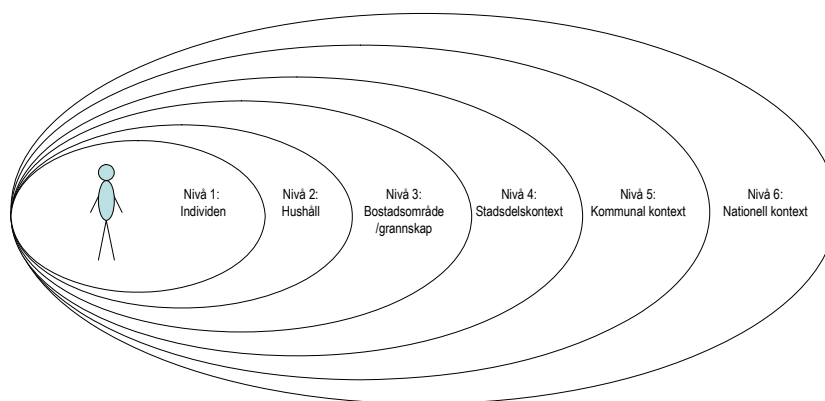 Nivå 1:
Individen
Nivå 2:
Hushåll
Nivå 3:
Bostadsområde
/grannskap
Nivå 4:
Stadsdelskontext
Nivå 5:
Kommunal kontext
Nivå 6:
Nationell kontext